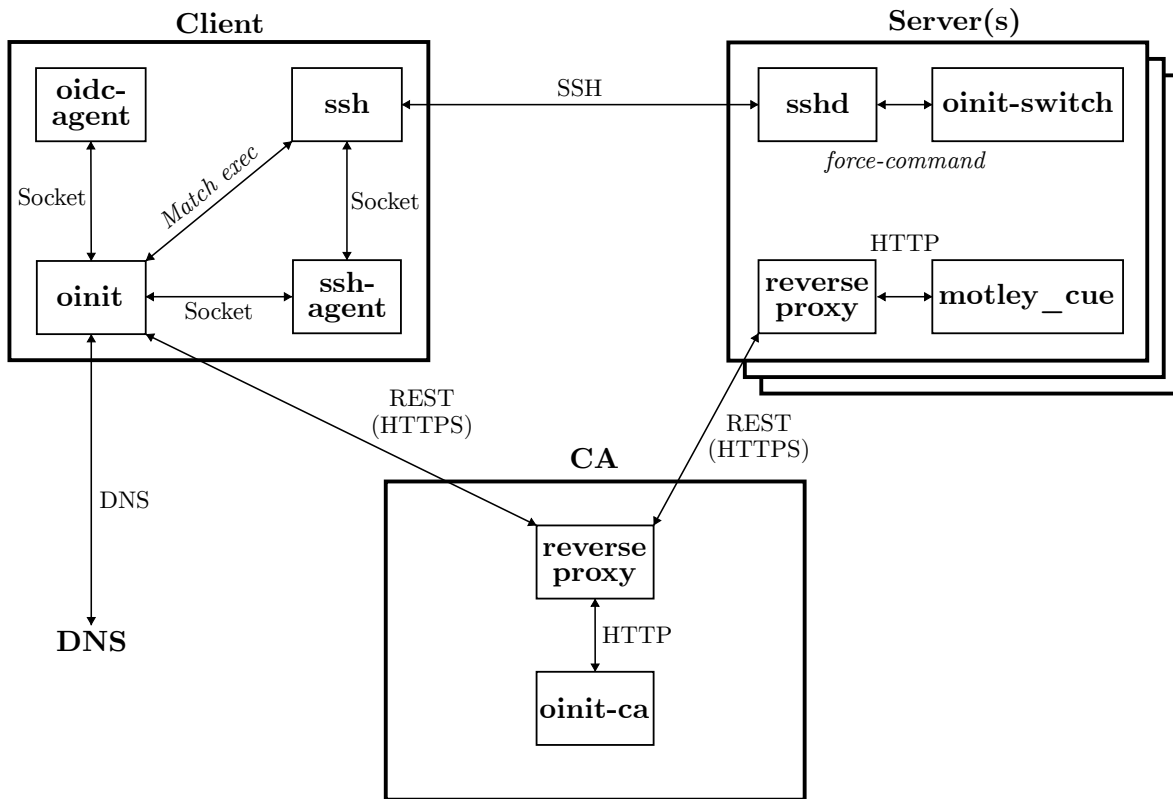 Client
Server(s)
oidc-
agent
ssh
SSH
sshd
oinit-switch
force-command
Match exec
Socket
Socket
HTTP
oinit
Socket
ssh-
agent
reverse
proxy
motley_cue
REST
(HTTPS)
REST
(HTTPS)
CA
DNS
reverse
proxy
DNS
HTTP
oinit-ca